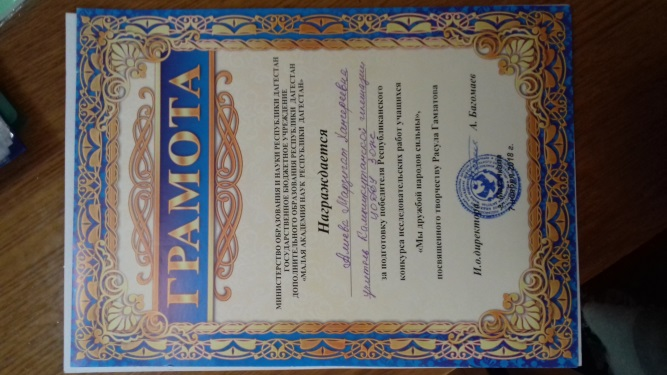 ГРАМОТА
МИНИСТЕРСТВО ОБРАЗОВАНИЯ И НАУКИ РЕСПУБЛИКИ ДАГЕСТАН
ГОСУДАРСТВЕННОЕ БЮДЖЕТНОЕ УЧРЕЖДЕНИЕ
ДОПОЛНИТЕЛЬНОГО ОБРАЗОВАНИЯ РЕСПУБЛИКИ ДАГЕСТАН
«МАЛАЯ АКАДЕМИЯ НАУК РЕСПУБЛИКИ ДАГЕСТАН»
Награждается
Алиева
учитель гимназии
за подготовку победителя Республиканского
конкурса исследовательских работ учащихся
«Мы дружбой народов сильны»,
посвященного творчеству Расула Гамзатова
И.о.директора А. Багомаев
7 2018 г.